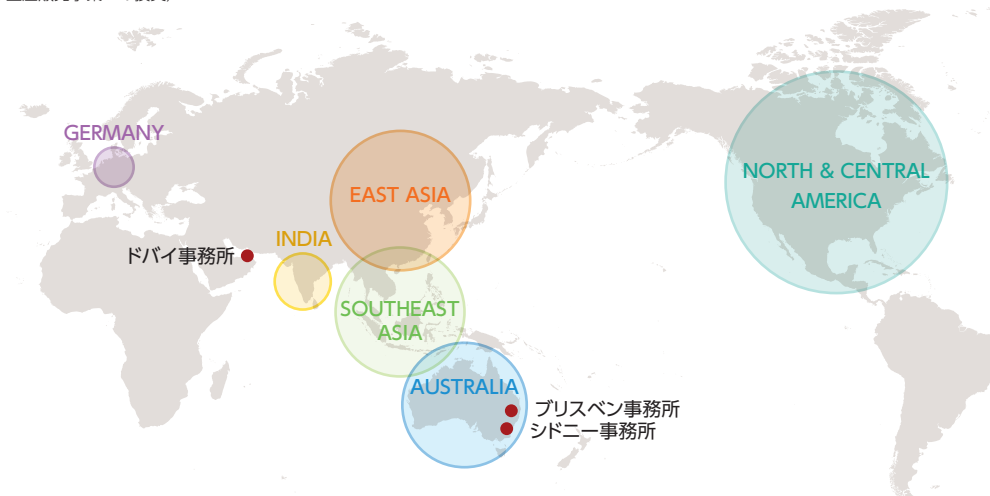 GERMANY
EAST ASIA
NORTH & CENTRAL
AMERICA
INDIA
ドバイ事務所
SOUTHEAST
ASIA
AUSTRALIA
ブリスベン事務所
シドニー事務所